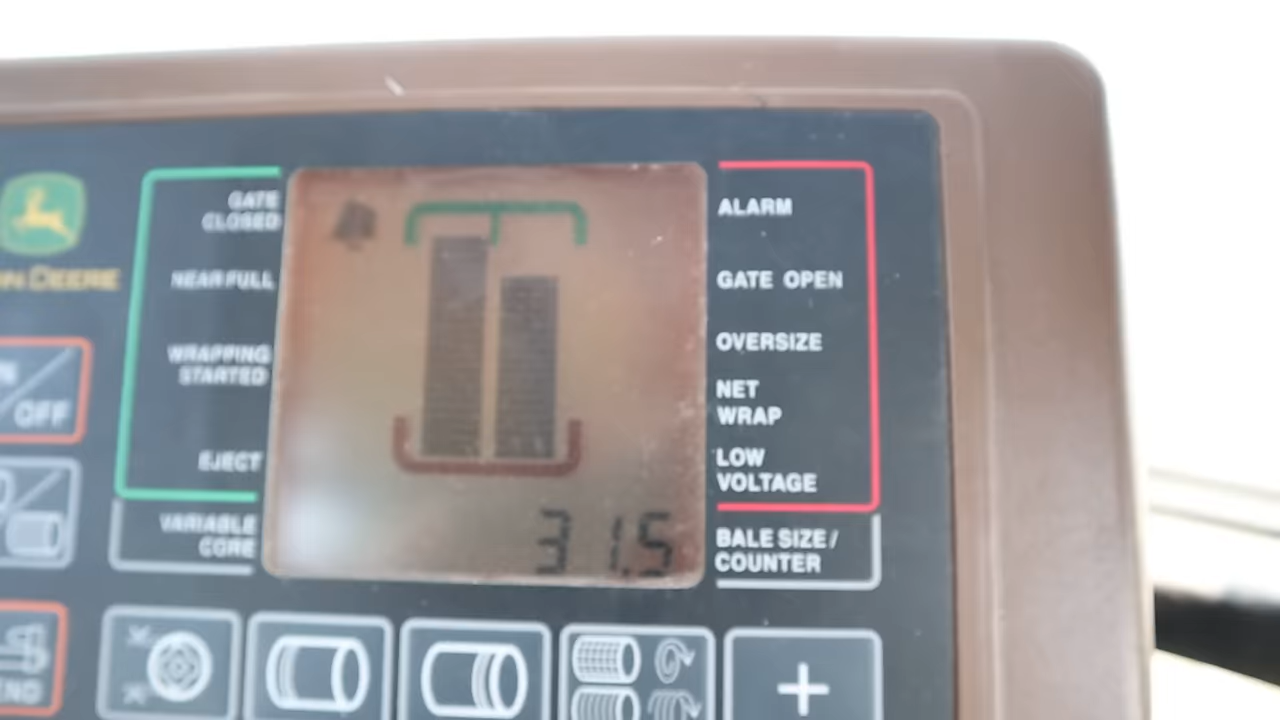 GATE
CLOSED
NEAR FULL
WRAPPING
STARTED
EJECT
VARIABLE
CORE
ALARM
GATE OPEN
OVERSIZE
NET
WRAP
LOW
VOLTAGE
BALE SIZE/
COUNTER
DEERE
OFF
31.5
+